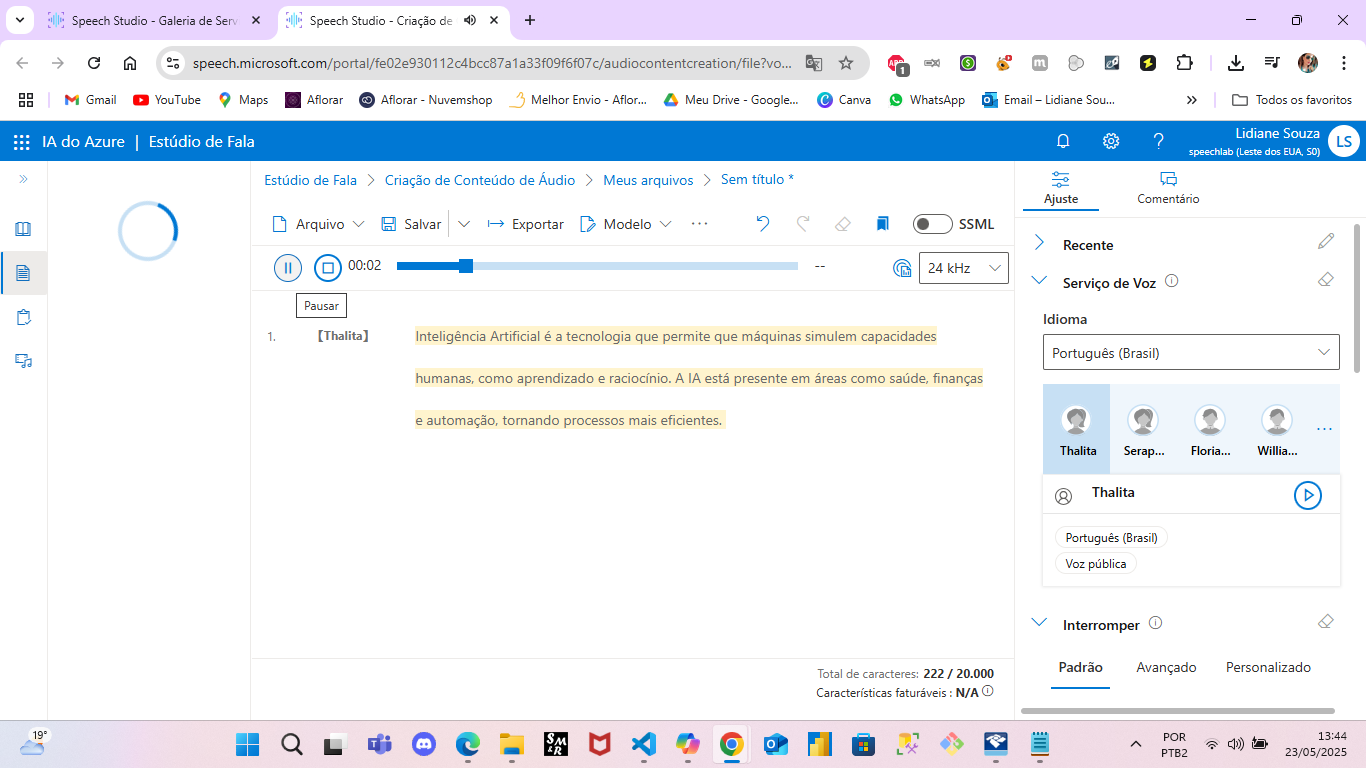 Speech Studio - Galeria de Serv
Speech Studio - Criação de
speech.microsoft.com/portal/fe02e930112c4bcc87a1a33f09f6f07c/audiocontentcreation/file?vo...
1
Gmail
YouTube
Maps
Aflorar
Aflorar - Nuvemshop
Melhor Envio - Aflor...
Meu Drive - Google...
Canva
WhatsApp
Email – Lidiane Sou...
Todos os favoritos
IA do Azure | Estúdio de Fala
Lidiane Souza
speechlab (Leste dos EUA, S0)
LS
Estúdio de Fala > Criação de Conteúdo de Áudio > Meus arquivos > Sem título *
Arquivo
Salvar
Exportar
Modelo
SSML
00:02
--
24 kHz
Pausar
1. 【Thalita】 Inteligência Artificial é a tecnologia que permite que máquinas simulem capacidades
humanas, como aprendizado e raciocínio. A IA está presente em áreas como saúde, finanças
e automação, tornando processos mais eficientes.
Total de caracteres: 222 / 20.000
Características faturáveis : N/A
Ajuste
Comentário
Recente
Serviço de Voz
Idioma
Português (Brasil)
Thalita
Serap...
Floria...
Willia...
Thalita
Português (Brasil)
Voz pública
Interromper
Padrão
Avançado
Personalizado
19°
SM
&R
POR
PTB2
13:44
23/05/2025